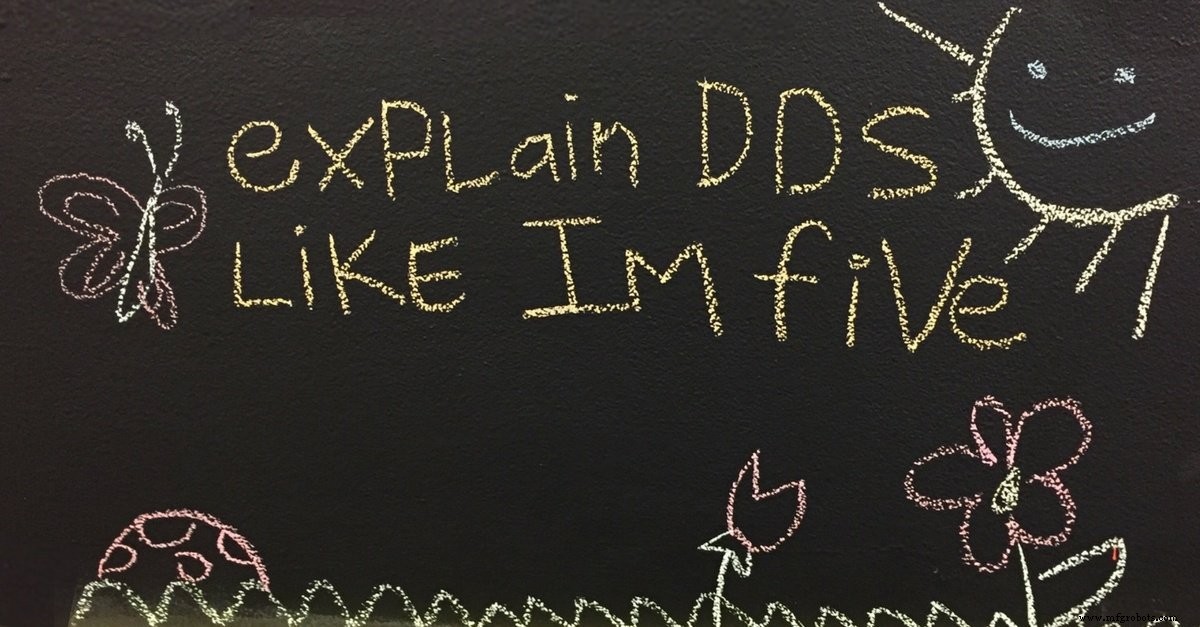 exPLain DDS
LiKE IM fiVe